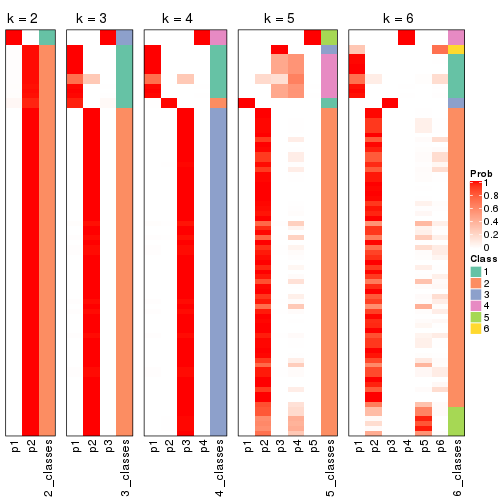 k = 2
k = 3
k = 4
k = 5
k = 6
p1
p2
2_classes
p1
p2
p3
3_classes
p1
p2
p3
p4
4_classes
p1
p2
p3
p4
p5
5_classes
p1
p2
p3
p4
p5
p6
6_classes
Prob
1
0.8
0.6
0.4
0.2
0
Class
1
2
3
4
5
6